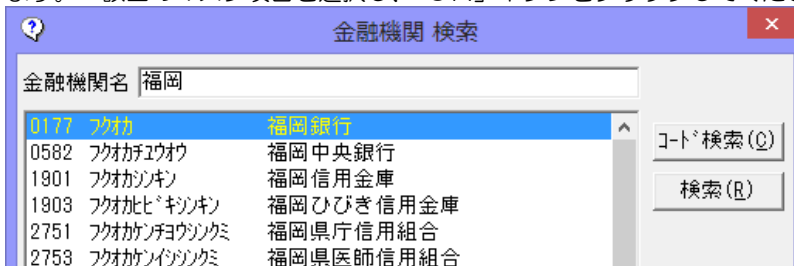 金融機関 検索
金融機関名 福岡
0177 ﾌｸｵｶ 福岡銀行
コード検索(C)
0582 ﾌｸｵｶﾁﾕｳｵｳ 福岡中央銀行
1901 ﾌｸｵｶｼﾝｷﾝ 福岡信用金庫
検索(R)
1903 ﾌｸｵｶﾋﾋﾞｷｼﾝｷﾝ 福岡ひびき信用金庫
2751 ﾌｸｵｶｹﾝﾁﾖｳｼﾝｸﾐ 福岡県庁信用組合
2753 ﾌｸｵｶｹﾝｲｼｼﾝｸﾐ 福岡県医師信用組合